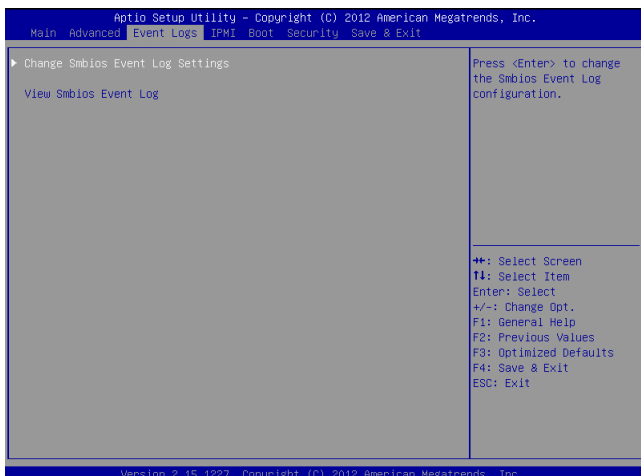 Aptio Setup Utility – Copyright (C) 2012 American Megatrends, Inc.
Main Advanced Event Logs IPMI Boot Security Save & Exit
▶ Change Smbios Event Log Settings
View Smbios Event Log
Press <Enter> to change
the Smbios Event Log
configuration.
→←: Select Screen
↑↓: Select Item
Enter: Select
+/-: Change Opt.
F1: General Help
F2: Previous Values
F3: Optimized Defaults
F4: Save & Exit
ESC: Exit
Version 2.15.1227. Copyright (C) 2012 American Megatrends, Inc.